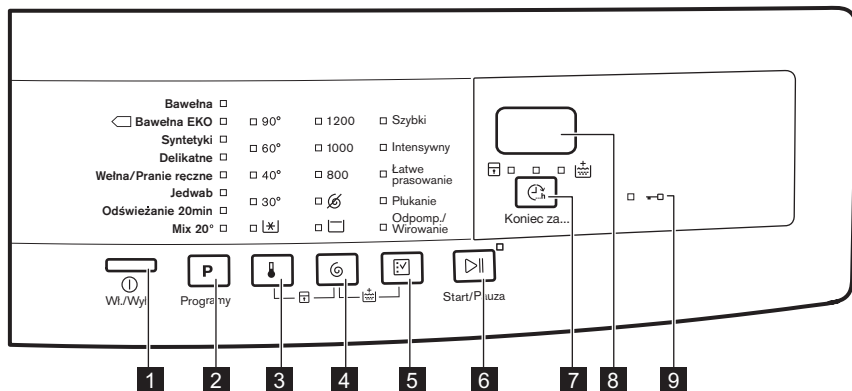 Bawełna
Bawełna EKO
Syntetyki
Delikatne
Wełna/Pranie ręczne
Jedwab
Odświeżanie 20min
Mix 20°
90°
60°
40°
30°
1200
1000
800
Szybki
Intensywny
Łatwe
prasowanie
Płukanie
Odpomp./
Wirowanie
h
Koniec za...
Wł./Wył
P
Programy
Start/Pauza
1
2
3
4
5
6
7
8
9